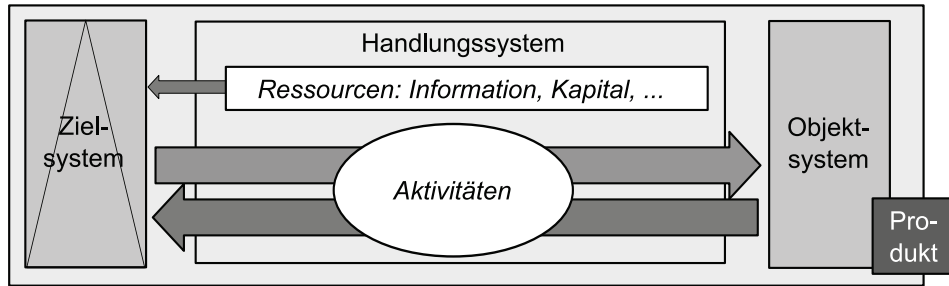 Handlungssystem
Ressourcen: Information, Kapital, ...
Ziel-
system
Aktivitäten
Objekt-
system
Pro-
dukt